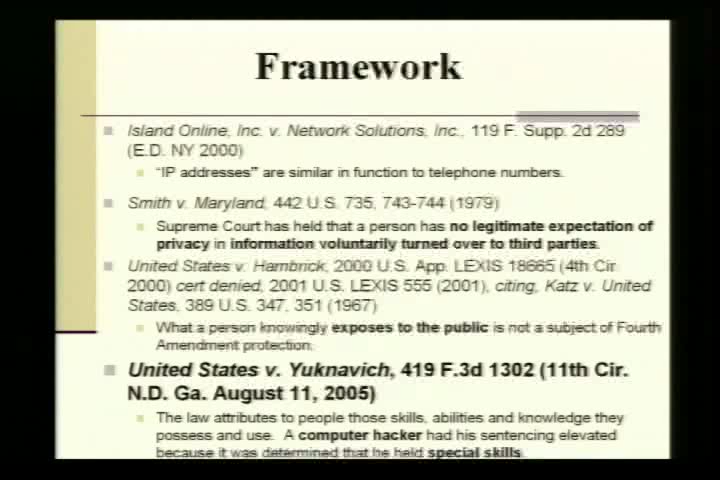 Framework
Island Online, Inc. v. Network Solutions, Inc., 119 F. Supp. 2d 289
(E.D. NY 2000)
"IP addresses" are similar in function to telephone numbers.
Smith v. Maryland, 442 U.S. 735, 743-744 (1979)
Supreme Court has held that a person has no legitimate expectation of
privacy in information voluntarily turned over to third parties.
United States v. Hambrick, 2000 U.S. App. LEXIS 18665 (4th Cir.
2000) cert denied, 2001 U.S. LEXIS 555 (2001), citing, Katz v. United
States, 389 U.S. 347, 351 (1967)
What a person knowingly exposes to the public is not a subject of Fourth
Amendment protection.
United States v. Yuknavich, 419 F.3d 1302 (11th Cir.
N.D. Ga. August 11, 2005)
The law attributes to people those skills, abilities and knowledge they
possess and use. A computer hacker had his sentencing elevated
because it was determined that he held special skills.